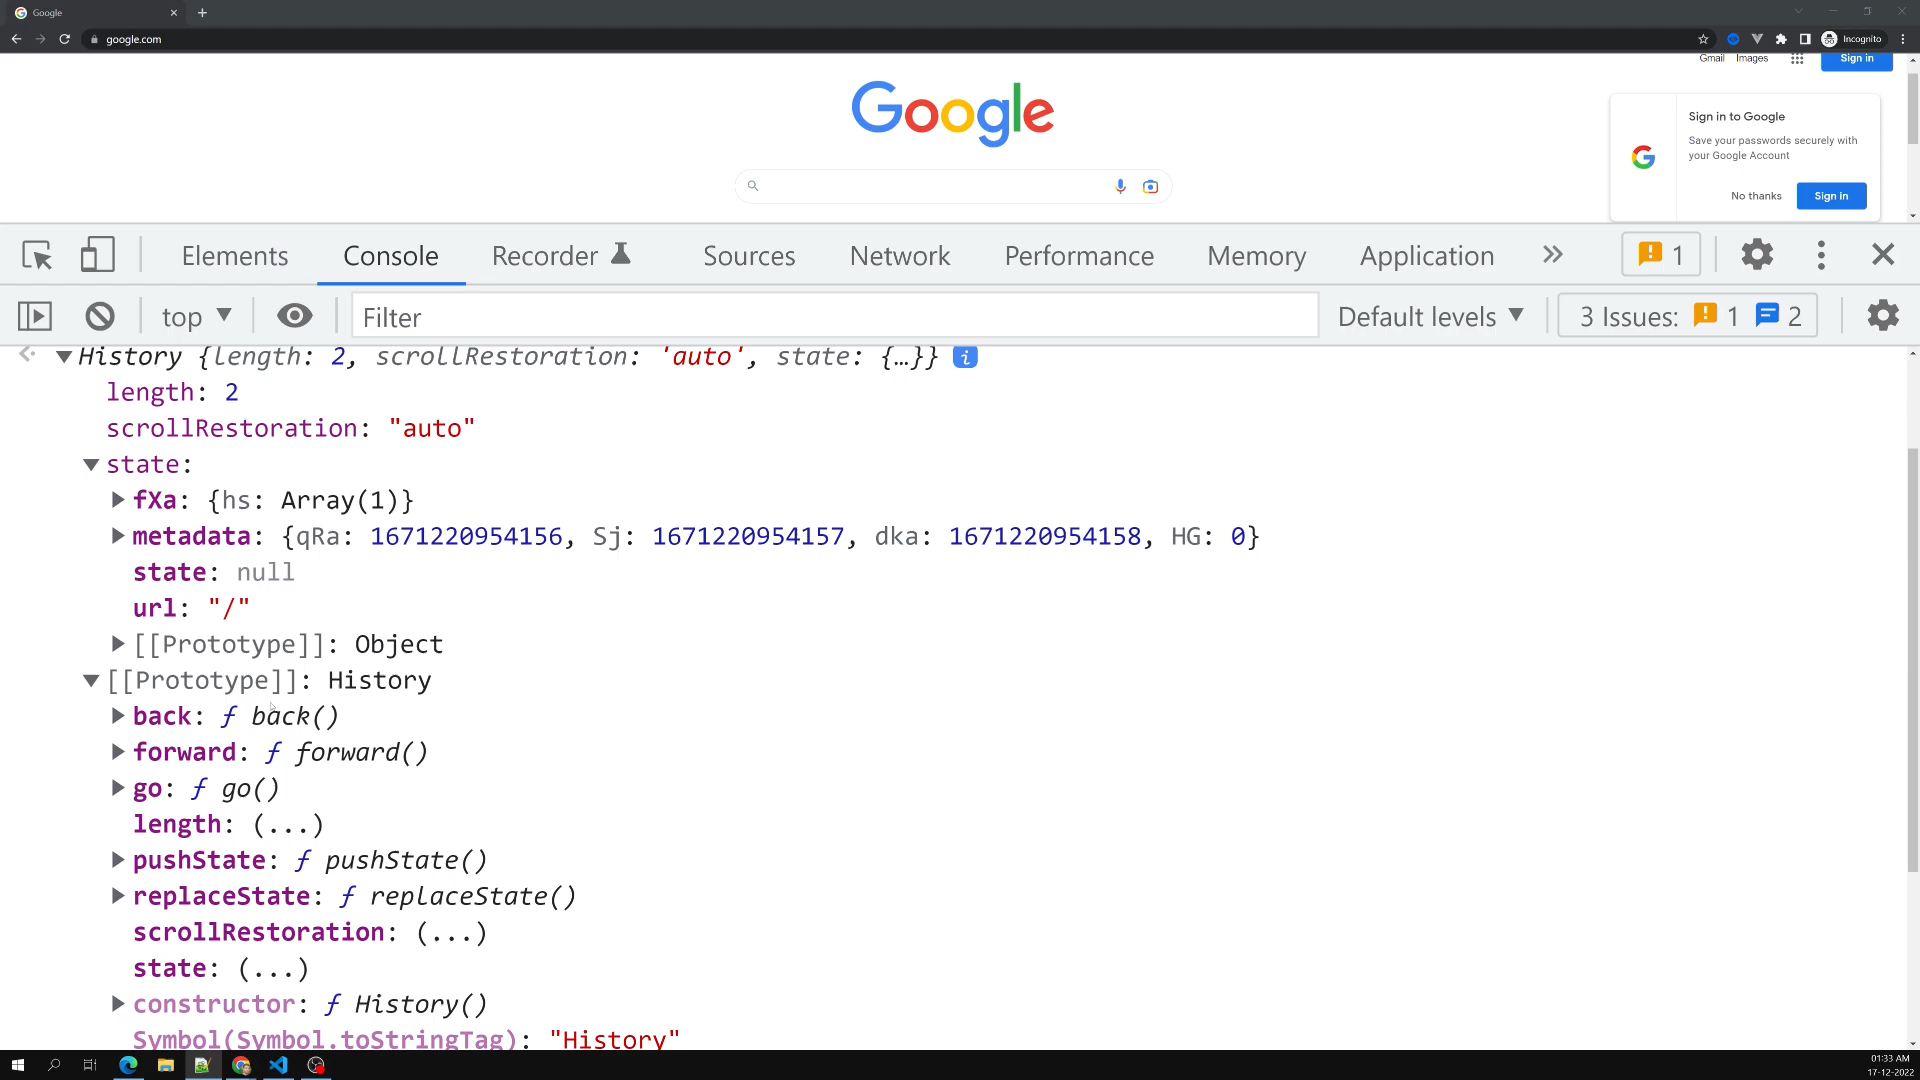 Google
google.com
Incognito
Gmail Images Sign in
Google
Sign in to Google
Save your passwords securely with
your Google Account
No thanks Sign in
Elements Console Recorder Sources Network Performance Memory Application 1
top Filter Default levels 3 Issues: 1 2
History {length: 2, scrollRestoration: 'auto', state: {…}} i
length: 2
scrollRestoration: "auto"
state:
fXa: {hs: Array(1)}
metadata: {qRa: 1671220954156, Sj: 1671220954157, dka: 1671220954158, HG: 0}
state: null
url: "/"
[[Prototype]]: Object
[[Prototype]]: History
back: ƒ back()
forward: ƒ forward()
go: ƒ go()
length: (...)
pushState: ƒ pushState()
replaceState: ƒ replaceState()
scrollRestoration: (...)
state: (...)
constructor: ƒ History()
Symbol(Symbol.toStringTag): "History"
01:33 AM
17-12-2022